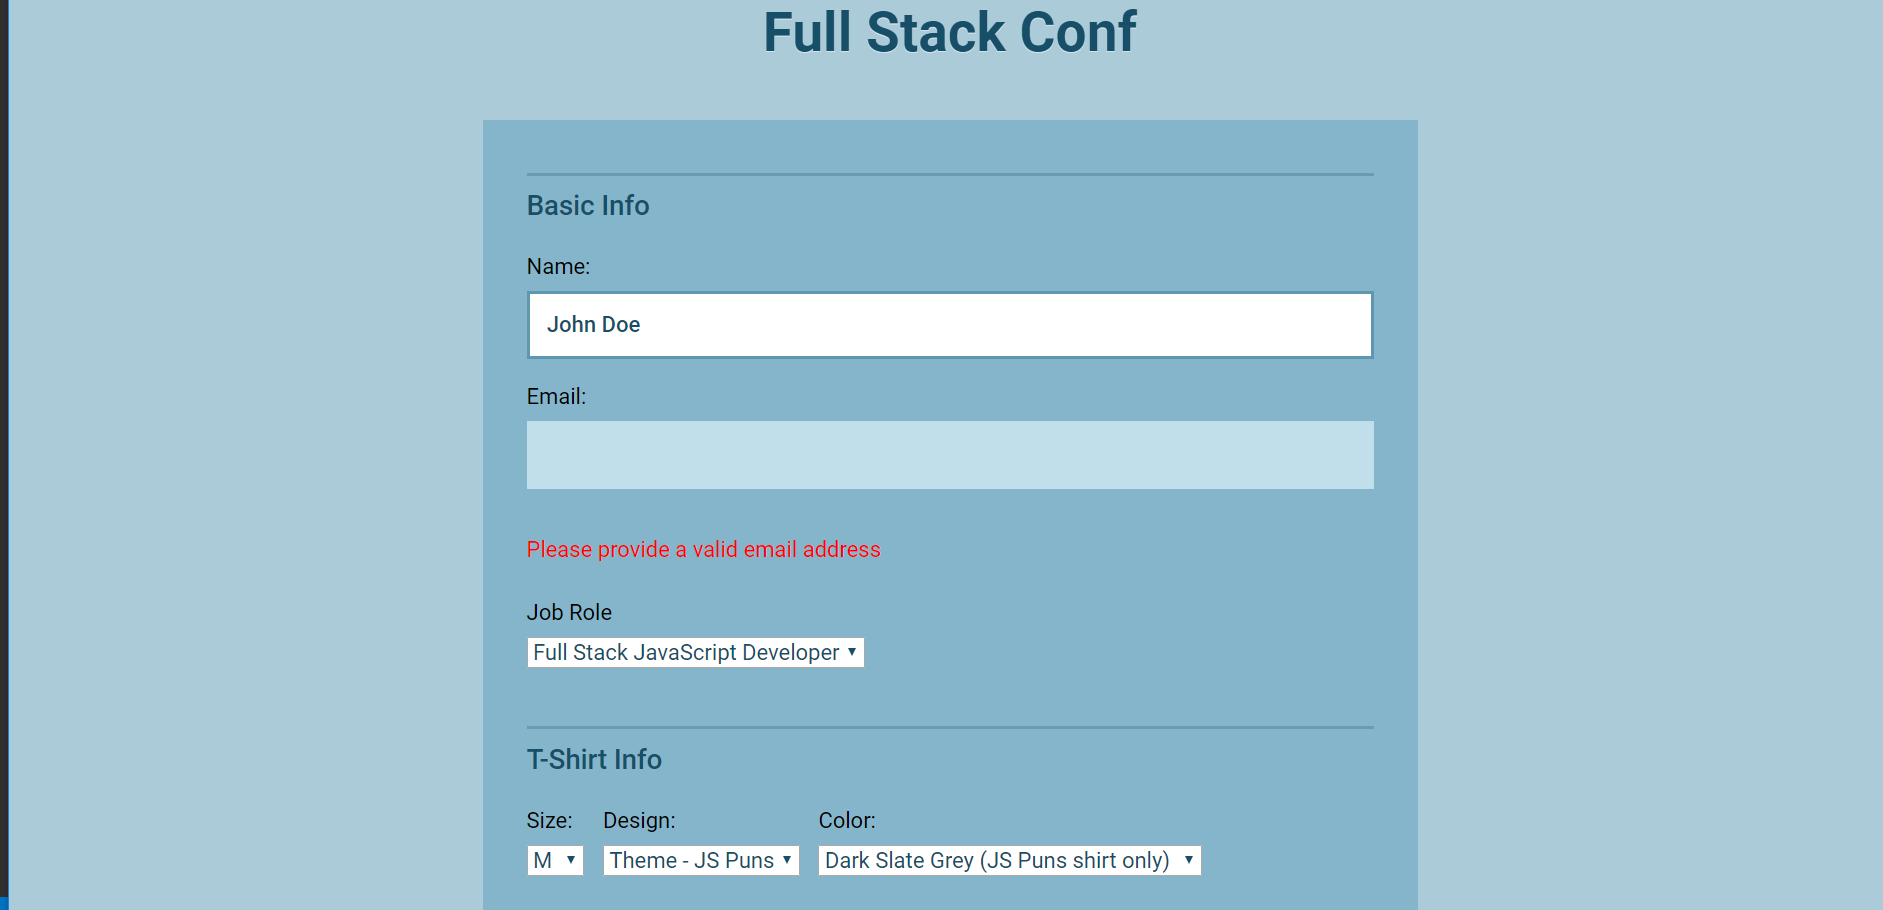 Full Stack Conf
Basic Info
Name:
John Doe
Email:
Please provide a valid email address
Job Role
Full Stack JavaScript Developer
T-Shirt Info
Size: Design: Color:
M Theme - JS Puns Dark Slate Grey (JS Puns shirt only)